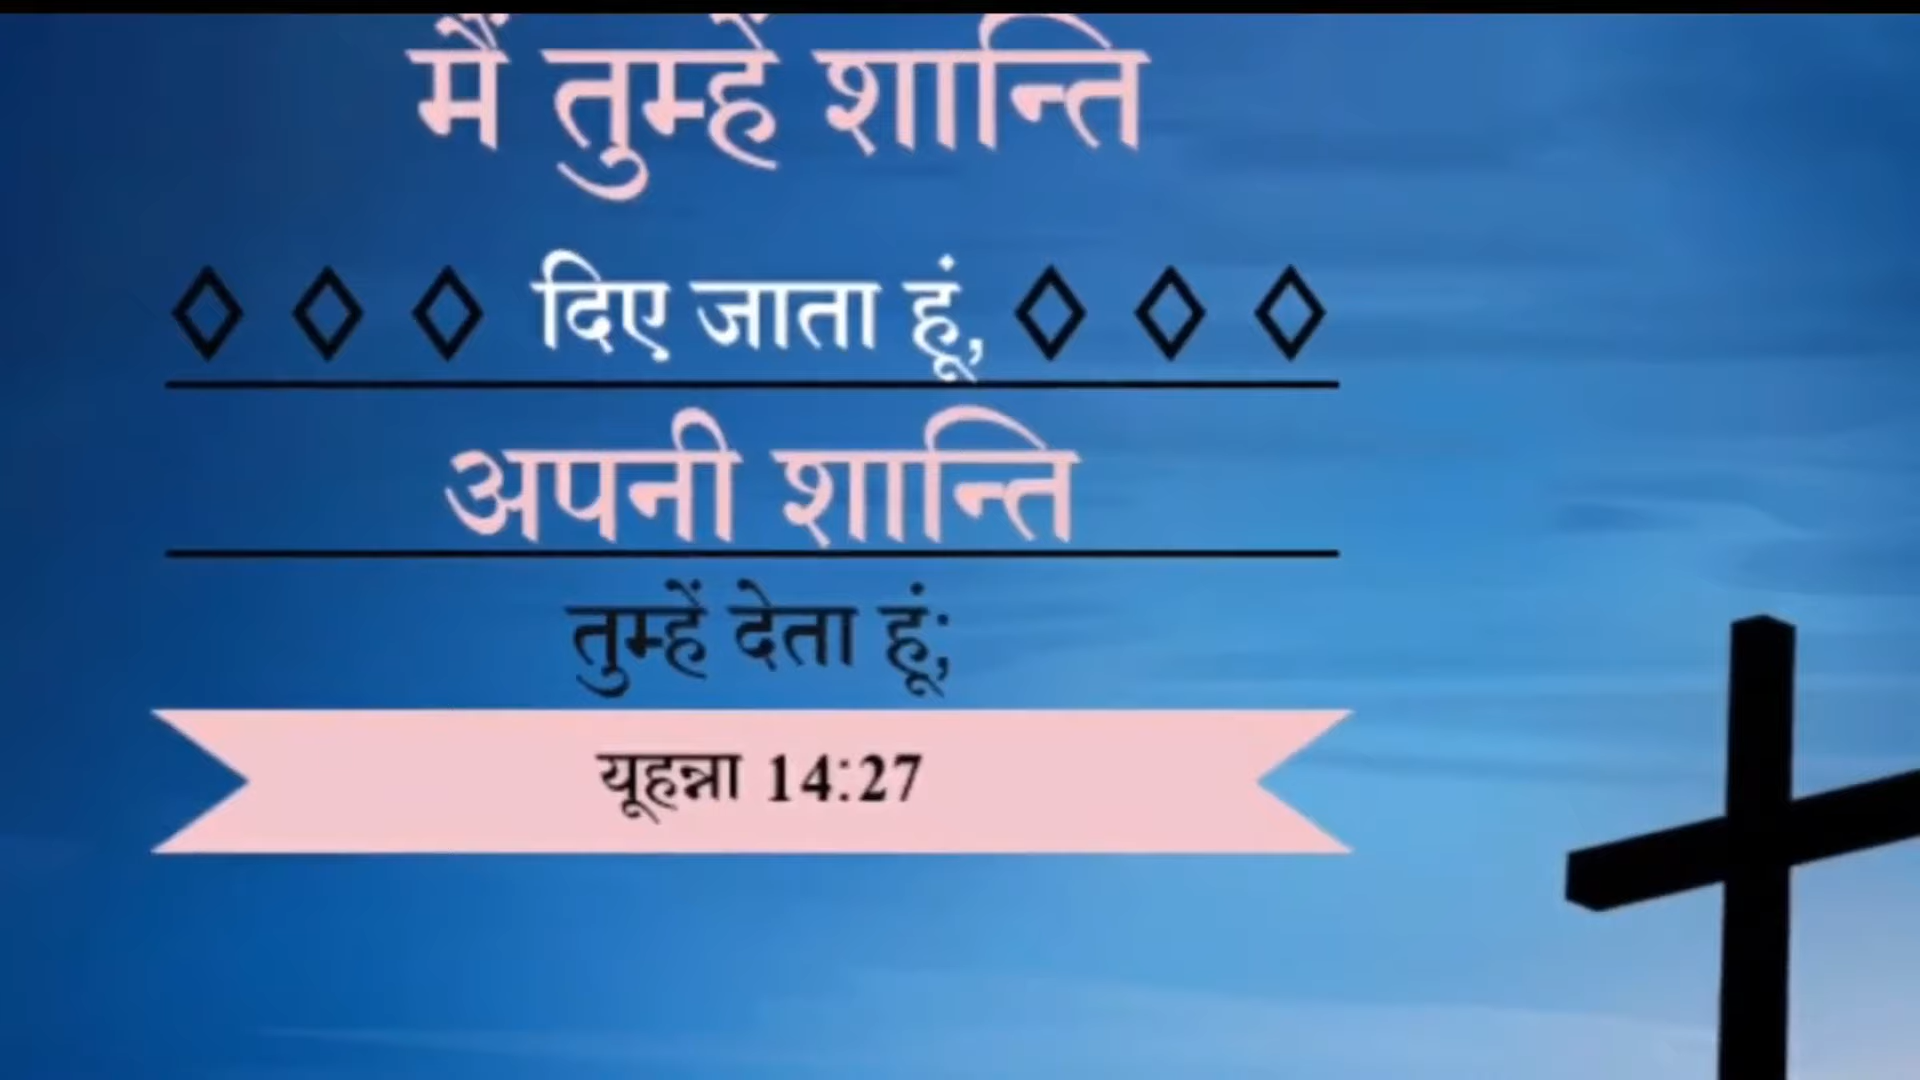 मैं तुम्हें शान्ति
दिए जाता हूं,
अपनी शान्ति
तुम्हें देता हूं;
यूहन्ना 14:27